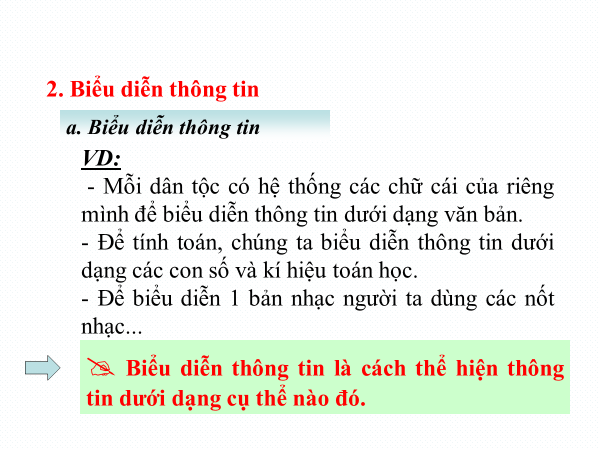 2. Biểu diễn thông tin
a. Biểu diễn thông tin
VD:
- Mỗi dân tộc có hệ thống các chữ cái của riêng
mình để biểu diễn thông tin dưới dạng văn bản.
- Để tính toán, chúng ta biểu diễn thông tin dưới
dạng các con số và kí hiệu toán học.
- Để biểu diễn 1 bản nhạc người ta dùng các nốt
nhạc...
Biểu diễn thông tin là cách thể hiện thông
tin dưới dạng cụ thể nào đó.